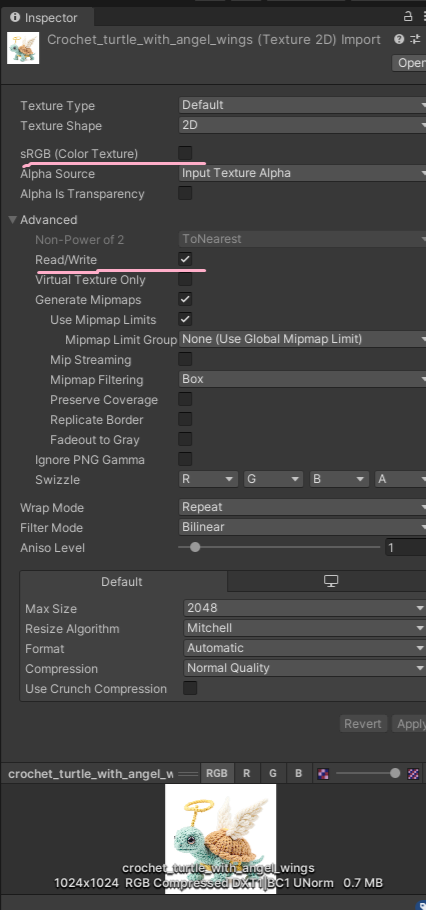 Inspector
Crochet_turtle_with_angel_wings (Texture 2D) Import
Open
Texture Type Default
Texture Shape 2D
sRGB (Color Texture)
Alpha Source Input Texture Alpha
Alpha Is Transparency
Advanced
Non-Power of 2 ToNearest
Read/Write
Virtual Texture Only
Generate Mipmaps
Use Mipmap Limits
Mipmap Limit Group None (Use Global Mipmap Limit)
Mip Streaming
Mipmap Filtering Box
Preserve Coverage
Replicate Border
Fadeout to Gray
Ignore PNG Gamma
Swizzle R G B A
Wrap Mode Repeat
Filter Mode Bilinear
Aniso Level 1
Default
Max Size 2048
Resize Algorithm Mitchell
Format Automatic
Compression Normal Quality
Use Crunch Compression
Revert Apply
crochet_turtle_with_angel_w RGB R G B
crochet_turtle_with_angel_wings
1024x1024 RGB Compressed DXT1|BC1 UNorm 0.7 MB